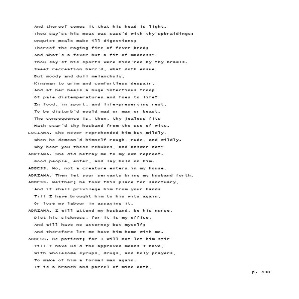 And thereof comes it that his head is light.
Thou say'st his meat was sauc'd with thy upbraidings:
Unquiet meals make ill digestions;
Thereof the raging fire of fever bred;
And what's a fever but a fit of madness?
Thou say'st his sports were hind'red by thy brawls.
Sweet recreation barr'd, what doth ensue
But moody and dull melancholy,
Kinsman to grim and comfortless despair,
And at her heels a huge infectious troop
Of pale distemperatures and foes to life?
In food, in sport, and life-preserving rest,
To be disturb'd would mad or man or beast.
The consequence is, then, thy jealous fits
Hath scar'd thy husband from the use of wits.
LUCIANA. She never reprehended him but mildly,
When he demean'd himself rough, rude, and wildly.
Why bear you these rebukes, and answer not?
ADRIANA. She did betray me to my own reproof.
Good people, enter, and lay hold on him.
ABBESS. No, not a creature enters in my house.
ADRIANA. Then let your servants bring my husband forth.
ABBESS. Neither; he took this place for sanctuary,
And it shall privilege him from your hands
Till I have brought him to his wits again,
Or lose my labour in assaying it.
ADRIANA. I will attend my husband, be his nurse,
Diet his sickness, for it is my office,
And will have no attorney but myself;
And therefore let me have him home with me.
ABBESS. Be patient; for I will not let him stir
Till I have us'd the approved means I have,
With wholesome syrups, drugs, and holy prayers,
To make of him a formal man again.
It is a branch and parcel of mine oath,